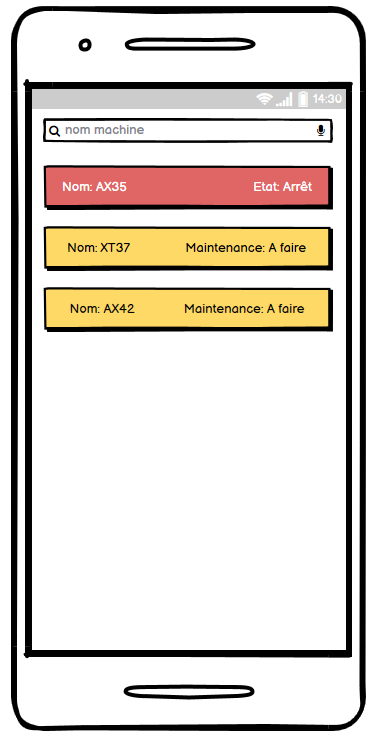 14:30
nom machine
Nom: AX35 Etat: Arrêt
Nom: XT37 Maintenance: A faire
Nom: AX42 Maintenance: A faire